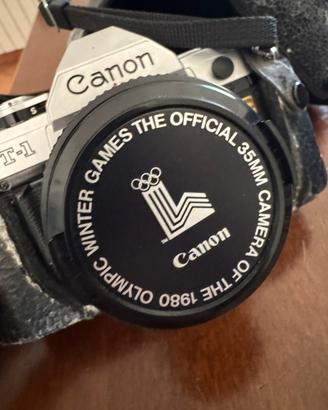 Canon
T-1
THE OFFICIAL 35MM CAMERA OF THE 1980 OLYMPIC WINTER GAMES
Canon
S